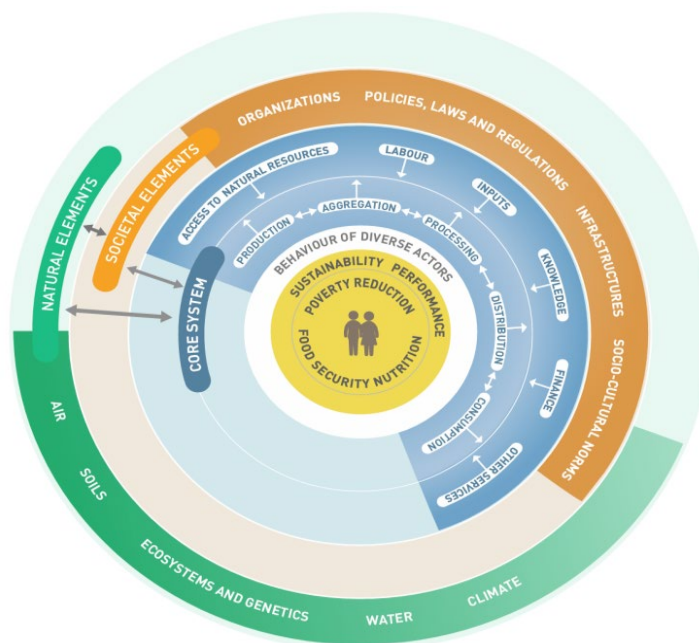 ORGANIZATIONS
POLICIES, LAWS AND REGULATIONS
INFRASTRUCTURES
SOCIO-CULTURAL NORMS
NATURAL ELEMENTS
SOCIETAL ELEMENTS
CORE SYSTEM
ACCESS TO NATURAL RESOURCES
LABOUR
INPUTS
KNOWLEDGE
FINANCE
OTHER SERVICES
PRODUCTION
AGGREGATION
PROCESSING
DISTRIBUTION
CONSUMPTION
BEHAVIOUR OF DIVERSE ACTORS
SUSTAINABILITY PERFORMANCE
POVERTY REDUCTION
FOOD SECURITY NUTRITION
AIR
SOILS
ECOSYSTEMS AND GENETICS
WATER
CLIMATE